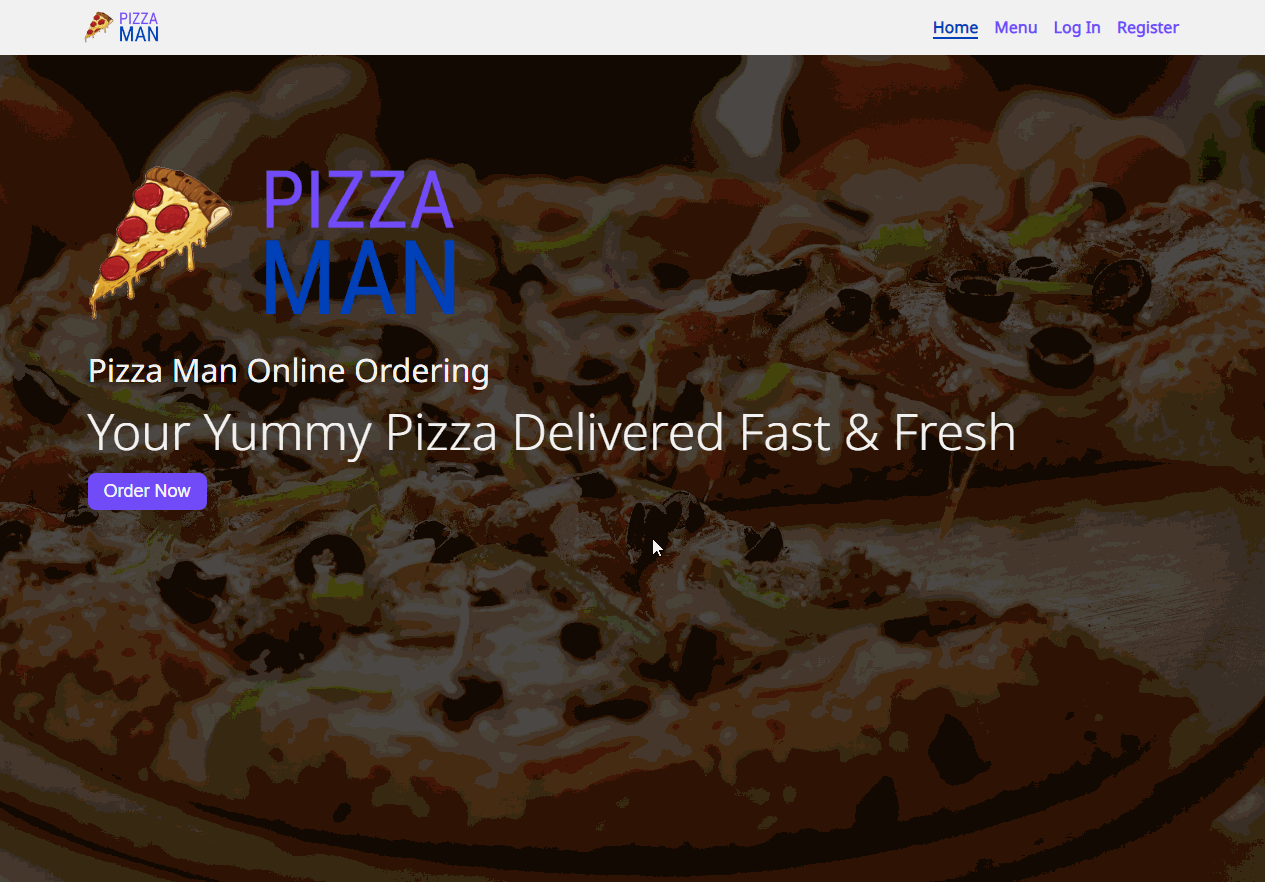 PIZZA
MAN
Home Menu Log In Register
PIZZA
MAN
Pizza Man Online Ordering
Your Yummy Pizza Delivered Fast & Fresh
Order Now